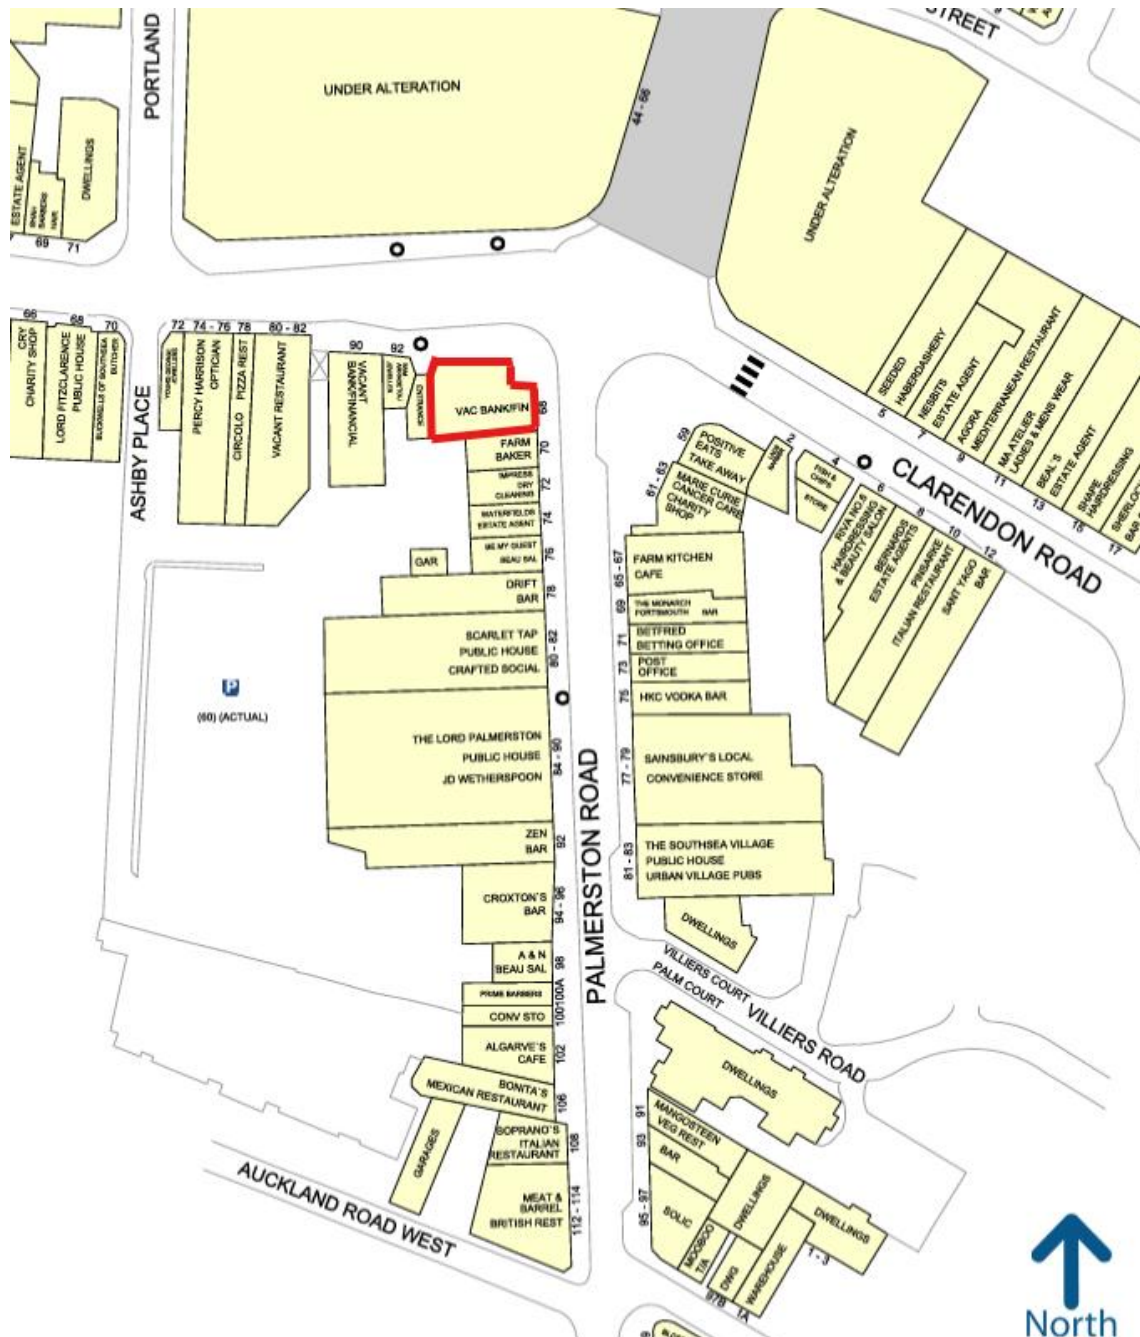 STREET
PORTLAND
UNDER ALTERATION
44 - 66
UNDER ALTERATION
ESTATE AGENT
BARBERS
HAIR
DWELLINGS
69
71
66
68
70
CRY
CHARITY SHOP
LORD FITZCLARENCE
PUBLIC HOUSE
BUCKWELLS OF SOUTHSEA
BUTCHER
ASHBY PLACE
72
74 - 76
78
80 - 82
JEWELLERS
PERCY HARRISON
OPTICIAN
CIRCOLO
PIZZA REST
VACANT RESTAURANT
90
92
VACANT
BANK/FINANCIAL
JEWELLER
ENTRANCE
VAC BANK/FIN
68
FARM
BAKER
70
IMPRESS
DRY
CLEANING
72
WATERFIELDS
ESTATE AGENT
74
BE MY GUEST
BEAU SAL
76
GAR
DRIFT
BAR
78
SCARLET TAP
PUBLIC HOUSE
CRAFTED SOCIAL
80 - 82
P
(60) (ACTUAL)
THE LORD PALMERSTON
PUBLIC HOUSE
JD WETHERSPOON
84 - 90
ZEN
BAR
92
CROXTON'S
BAR
94 - 96
A & N
BEAU SAL
98
PRIME BARBERS
100A
CONV STO
100
ALGARVE'S
CAFE
102
BONITA'S
MEXICAN RESTAURANT
106
GARAGES
SOPRANO'S
ITALIAN
RESTAURANT
108
MEAT &
BARREL
BRITISH REST
112 - 114
AUCKLAND ROAD WEST
PALMERSTON ROAD
59
POSITIVE
EATS
TAKE AWAY
61 - 63
MARIE CURIE
CANCER CARE
CHARITY
SHOP
65 - 67
FARM KITCHEN
CAFE
69
THE MONARCH
PORTSMOUTH BAR
71
BETFRED
BETTING OFFICE
73
POST
OFFICE
75
HKC VODKA BAR
77 - 79
SAINSBURY'S LOCAL
CONVENIENCE STORE
81 - 83
THE SOUTHSEA VILLAGE
PUBLIC HOUSE
URBAN VILLAGE PUBS
DWELLINGS
VILLIERS COURT
PALM COURT
VILLIERS ROAD
DWELLINGS
91
MANGOSTEEN
VEG REST
93
BAR
95 - 97
SOLIC
MOOBOO
T/A
DWELLINGS
DWG
WAREHOUSE
DWELLINGS
97B
1A
1 - 3
2
4
FISH &
CHIPS
STORE
6
RIVA NO.6
HAIRDRESSING
& BEAUTY SALON
8
BERNARDS
ESTATE AGENTS
10
PINSARKE
ITALIAN RESTAURANT
12
SANT YAGO
BAR
CLARENDON ROAD
SEEDED
HABERDASHERY
5
NESBITS
ESTATE AGENT
7
AGORA
MEDITERRANEAN RESTAURANT
9
MA ATELIER
LADIES & MENS WEAR
11
BEAL'S
ESTATE AGENT
13
SHAPE
HAIRDRESSING
15
SHERLOC
BAR
17
North